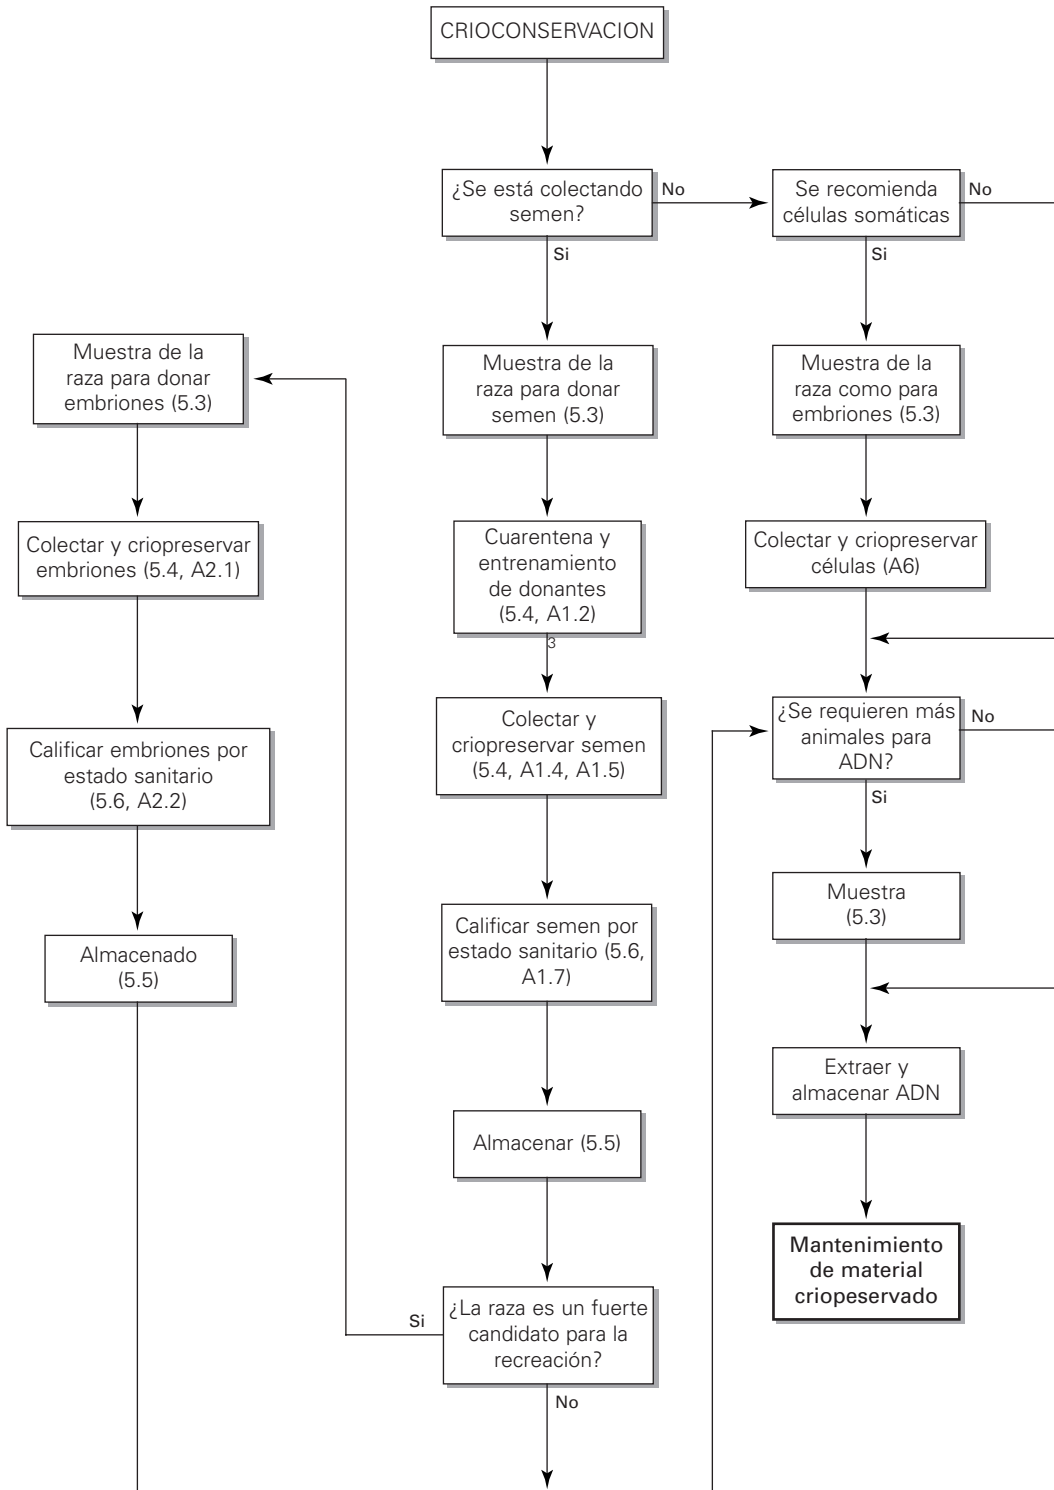 CRIOCONSERVACION
¿Se está colectando
semen?
No
Se recomienda
células somáticas
No
Si
Si
Muestra de la
raza para donar
embriones (5.3)
Muestra de la
raza para donar
semen (5.3)
Muestra de la
raza como para
embriones (5.3)
Colectar y criopreservar
embriones (5.4, A2.1)
Cuarentena y
entrenamiento
de donantes
(5.4, A1.2)
3
Colectar y criopreservar
células (A6)
Calificar embriones por
estado sanitario
(5.6, A2.2)
Colectar y
criopreservar semen
(5.4, A1.4, A1.5)
¿Se requieren más
animales para
ADN?
No
Si
Almacenado
(5.5)
Calificar semen por
estado sanitario (5.6,
A1.7)
Muestra
(5.3)
Extraer y
almacenar ADN
Almacenar (5.5)
Mantenimiento
de material
criopeservado
Si
¿La raza es un fuerte
candidato para la
recreación?
No